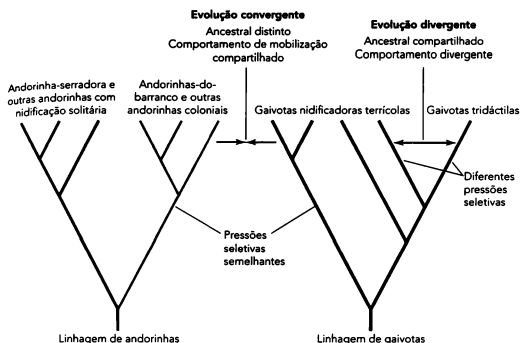 Evolução convergente
Ancestral distinto
Comportamento de mobilização
compartilhado
Evolução divergente
Ancestral compartilhado
Comportamento divergente
Andorinha-serradora e
outras andorinhas com
nidificação solitária
Andorinhas-do-
barranco e outras
andorinhas coloniais
Gaivotas nidificadoras terrícolas
Gaivotas tridáctilas
Diferentes
pressões
seletivas
Pressões
seletivas
semelhantes
Linhagem de andorinhas
Linhagem de gaivotas